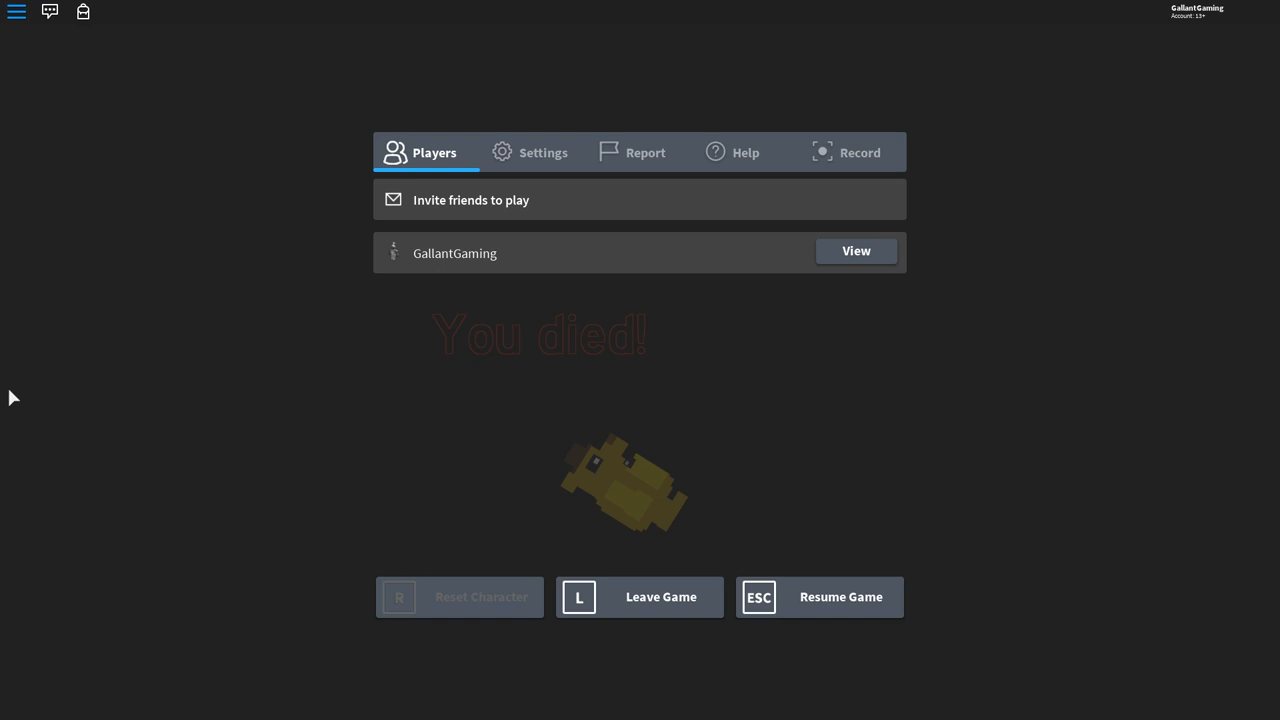 GallantGaming
Account: 13+
Players
Settings
Report
Help
Record
Invite friends to play
GallantGaming
View
You died!
R
Reset Character
L
Leave Game
ESC
Resume Game